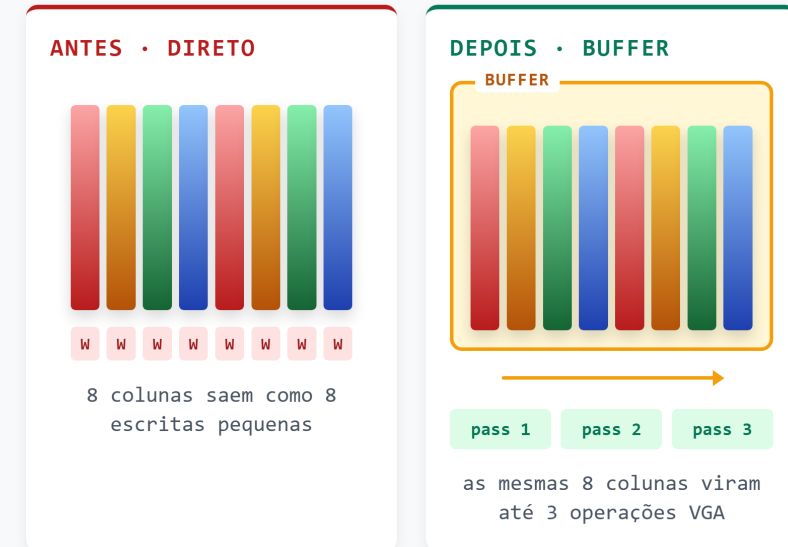 ANTES · DIRETO
W W W W W W W W
8 colunas saem como 8
escritas pequenas
DEPOIS · BUFFER
BUFFER
pass 1 pass 2 pass 3
as mesmas 8 colunas viram
até 3 operações VGA